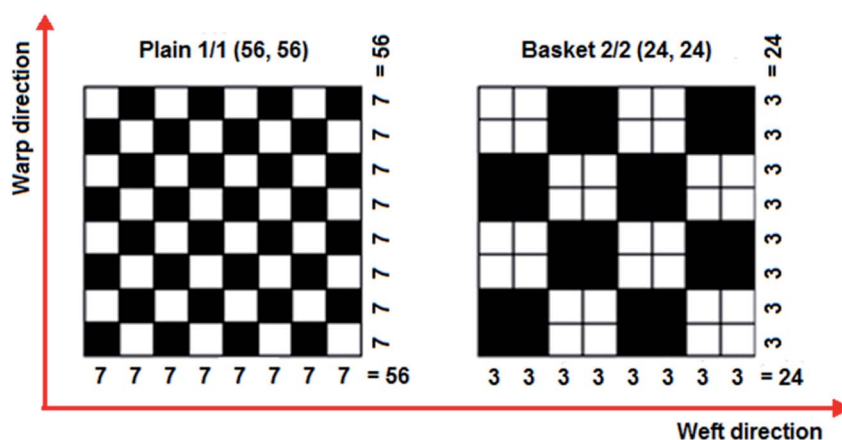 Plain 1/1 (56, 56)
Basket 2/2 (24, 24)
Warp direction
7 7 7 7 7 7 7 7 = 56
3 3 3 3 3 3 3 3 = 24
7 7 7 7 7 7 7 7 = 56
3 3 3 3 3 3 3 3 = 24
Weft direction